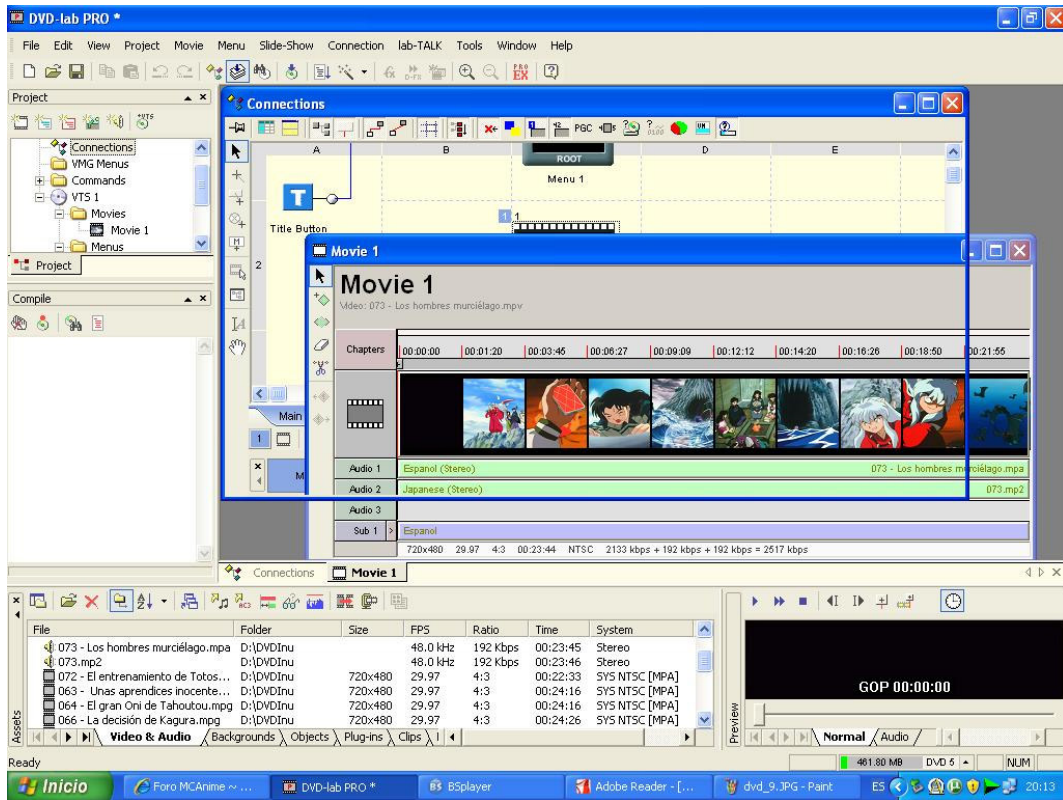 DVD-lab PRO *
File Edit View Project Movie Menu Slide-Show Connection lab-TALK Tools Window Help
Project
Connections
VMG Menus
Commands
VTS 1
Movies
Movie 1
Menus
Project
Compile
Connections
PGC
A B D E
ROOT
Menu 1
Title Button
1 1
2
Main
1
M
Movie 1
Movie 1
Video: 073 - Los hombres murciélago.mpv
Chapters 00:00:00 00:01:20 00:03:45 00:06:27 00:09:09 00:12:12 00:14:20 00:16:26 00:18:50 00:21:55
Audio 1 Espanol (Stereo) 073 - Los hombres murciélago.mpa
Audio 2 Japanese (Stereo) 073.mp2
Audio 3
Sub 1 > Espanol
720x480 29.97 4:3 00:23:44 NTSC 2133 kbps + 192 kbps + 192 kbps = 2517 kbps
Connections Movie 1
File Folder Size FPS Ratio Time System
073 - Los hombres murciélago.mpa D:\DVDInu 48.0 kHz 192 Kbps 00:23:45 Stereo
073.mp2 D:\DVDInu 48.0 kHz 192 Kbps 00:23:46 Stereo
072 - El entrenamiento de Totos... D:\DVDInu 720x480 29.97 4:3 00:22:33 SYS NTSC [MPA]
063 - Unas aprendices inocente... D:\DVDInu 720x480 29.97 4:3 00:24:16 SYS NTSC [MPA]
064 - El gran Oni de Tahoutou.mpg D:\DVDInu 720x480 29.97 4:3 00:24:16 SYS NTSC [MPA]
066 - La decisión de Kagura.mpg D:\DVDInu 720x480 29.97 4:3 00:24:26 SYS NTSC [MPA]
Assets
Video & Audio Backgrounds Objects Plug-ins Clips
GOP 00:00:00
Preview
Normal Audio
Ready
461.80 MB DVD 5 NUM
Inicio Foro MCAnime ~ ... DVD-lab PRO * BSplayer Adobe Reader - [... dvd_9.JPG - Paint ES 20:13